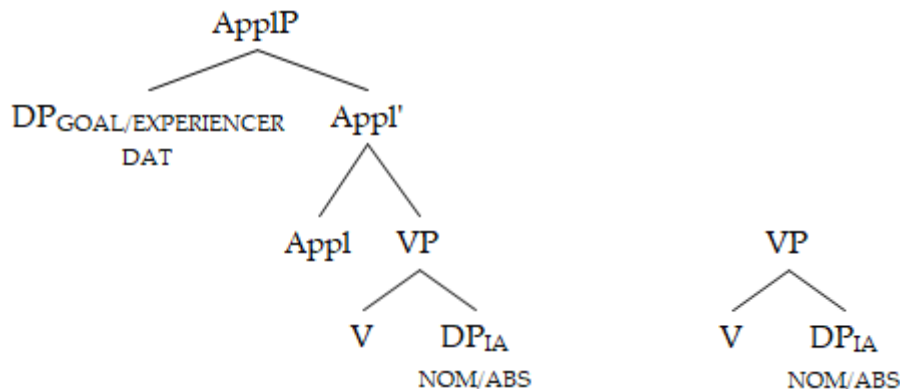 ApplP
DPGOAL/EXPERIENCER Appl'
DAT
Appl VP VP
V DPIA V DPIA
NOM/ABS NOM/ABS